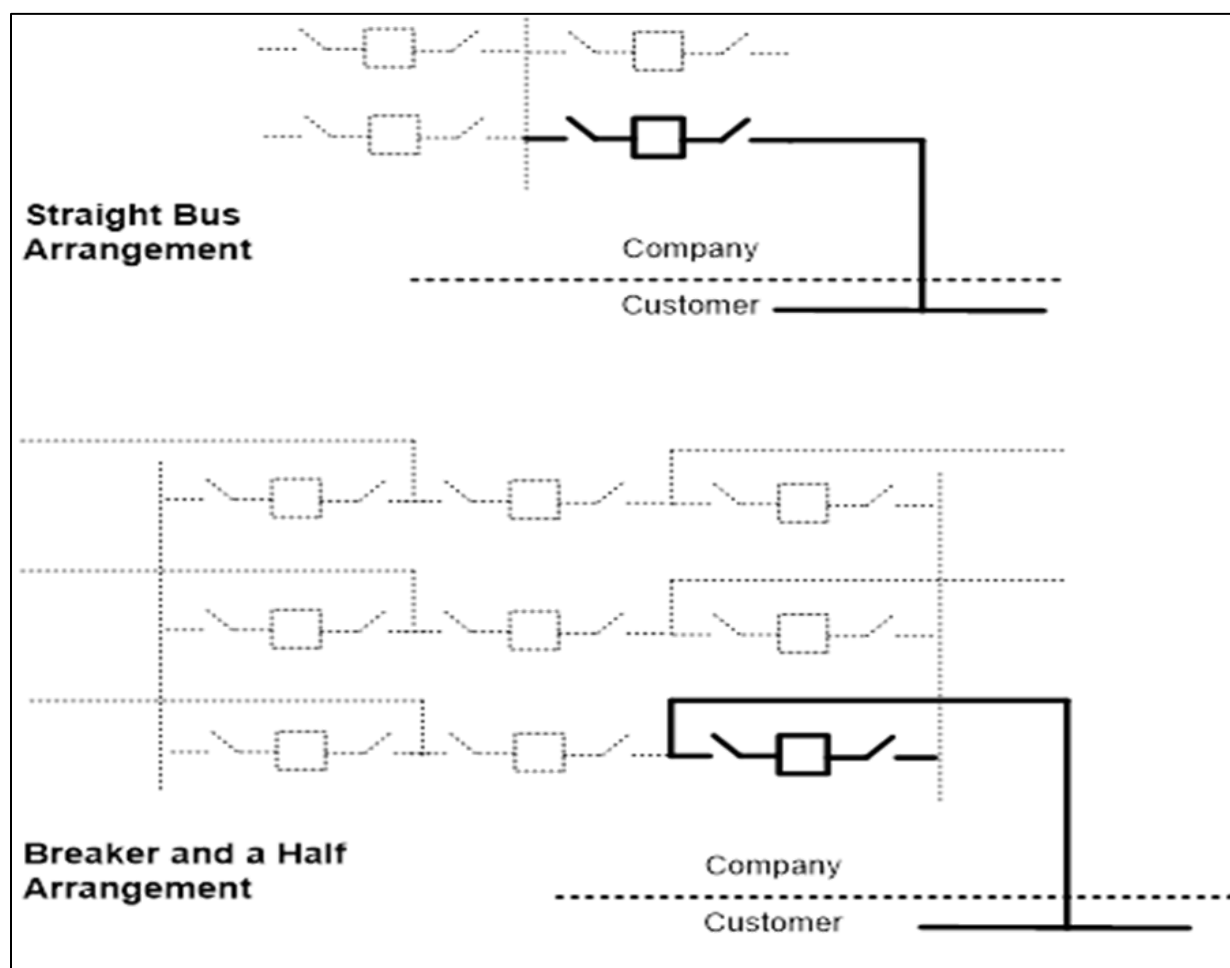 Straight Bus
Arrangement
Company
Customer
Breaker and a Half
Arrangement
Company
Customer